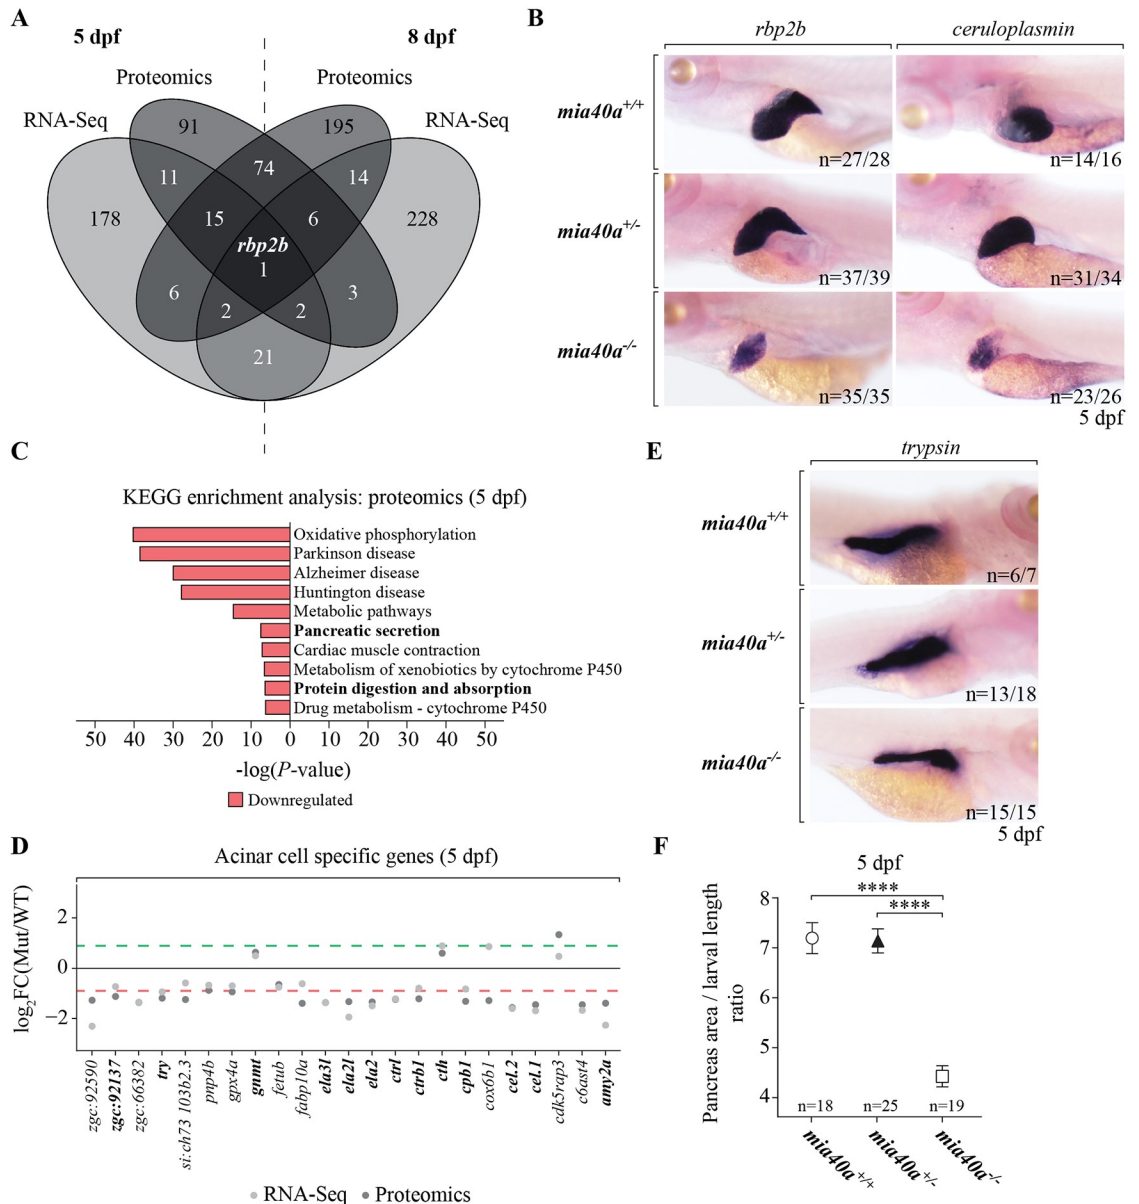 A
5 dpf
8 dpf
Proteomics
Proteomics
RNA-Seq
RNA-Seq
91
195
74
11
14
178
15
6
228
rbp2b
1
6
2
2
3
21
B
rbp2b
ceruloplasmin
mia40a+/+
n=27/28
n=14/16
mia40a+/-
n=37/39
n=31/34
mia40a-/-
n=35/35
n=23/26
5 dpf
C
KEGG enrichment analysis: proteomics (5 dpf)
Oxidative phosphorylation
Parkinson disease
Alzheimer disease
Huntington disease
Metabolic pathways
Pancreatic secretion
Cardiac muscle contraction
Metabolism of xenobiotics by cytochrome P450
Protein digestion and absorption
Drug metabolism - cytochrome P450
50 40 30 20 10 0 10 20 30 40 50
-log(P-value)
Downregulated
E
trypsin
mia40a+/+
n=6/7
mia40a+/-
n=13/18
mia40a-/-
n=15/15
5 dpf
D
Acinar cell specific genes (5 dpf)
log2FC(Mut/WT)
2
0
−2
zgc:92590
zgc:92137
zgc:66382
try
si:ch73 103b2.3
pnp4b
gpx4a
gnmt
fetub
fabp10a
ela3l
ela2l
ela2
ctrl
ctrb1
cth
cpb1
cox6b1
cel.2
cel.1
cdk5rap3
c6ast4
amy2a
RNA-Seq
Proteomics
F
5 dpf
****
****
Pancreas area / larval length
ratio
8
7
6
5
4
n=18
n=25
n=19
mia40a+/+
mia40a+/-
mia40a-/-